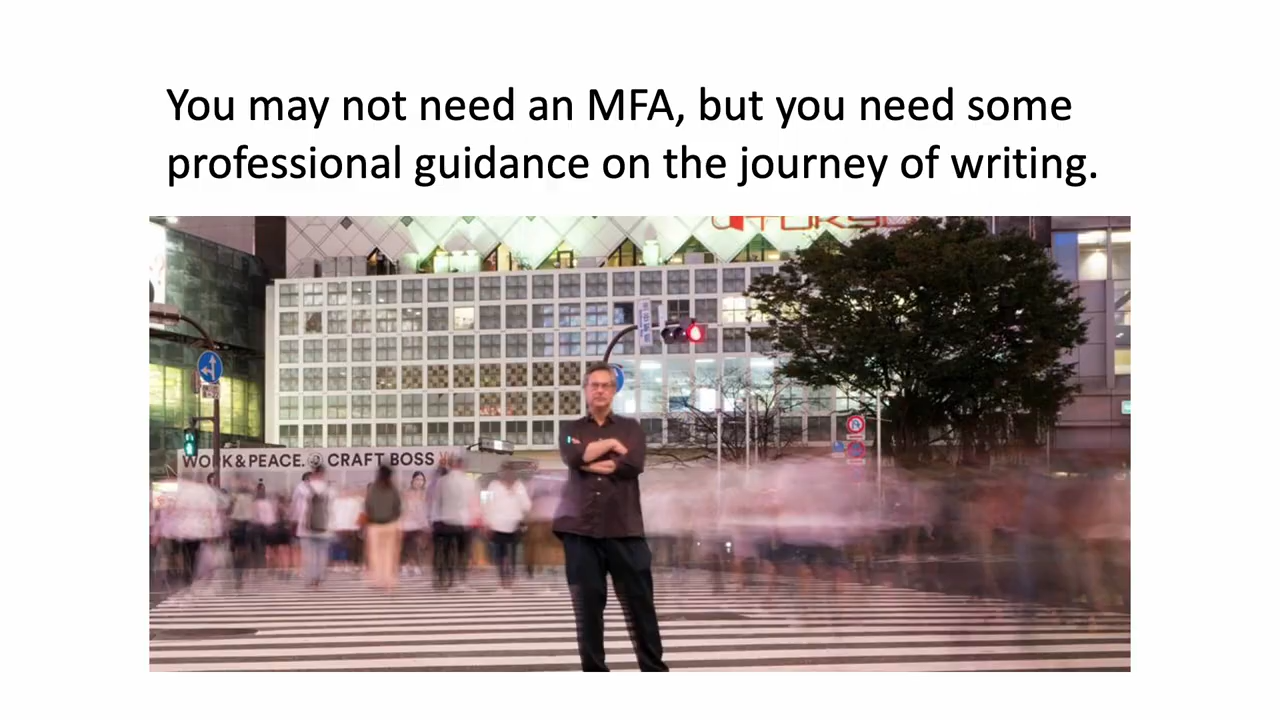 You may not need an MFA, but you need some
professional guidance on the journey of writing.
WORK & PEACE. CRAFT BOSS